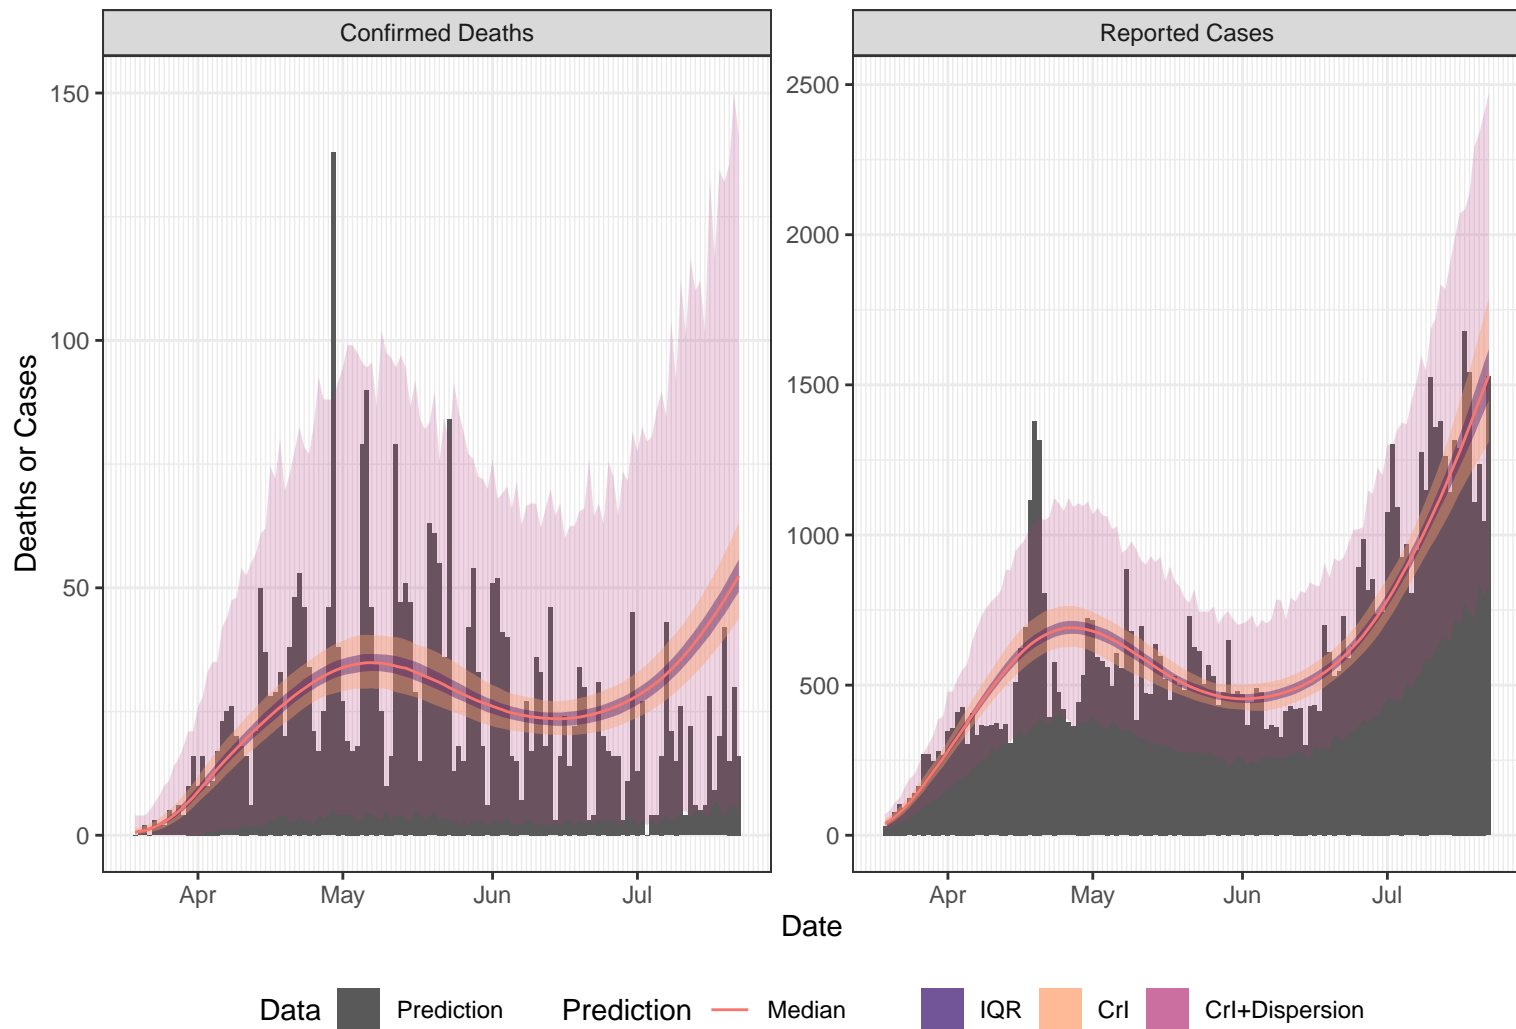 Confirmed Deaths
Reported Cases
Deaths or Cases
150
100
50
0
2500
2000
1500
1000
500
0
Apr May Jun Jul
Apr May Jun Jul
Date
Data Prediction Prediction Median IQR CrI CrI+Dispersion